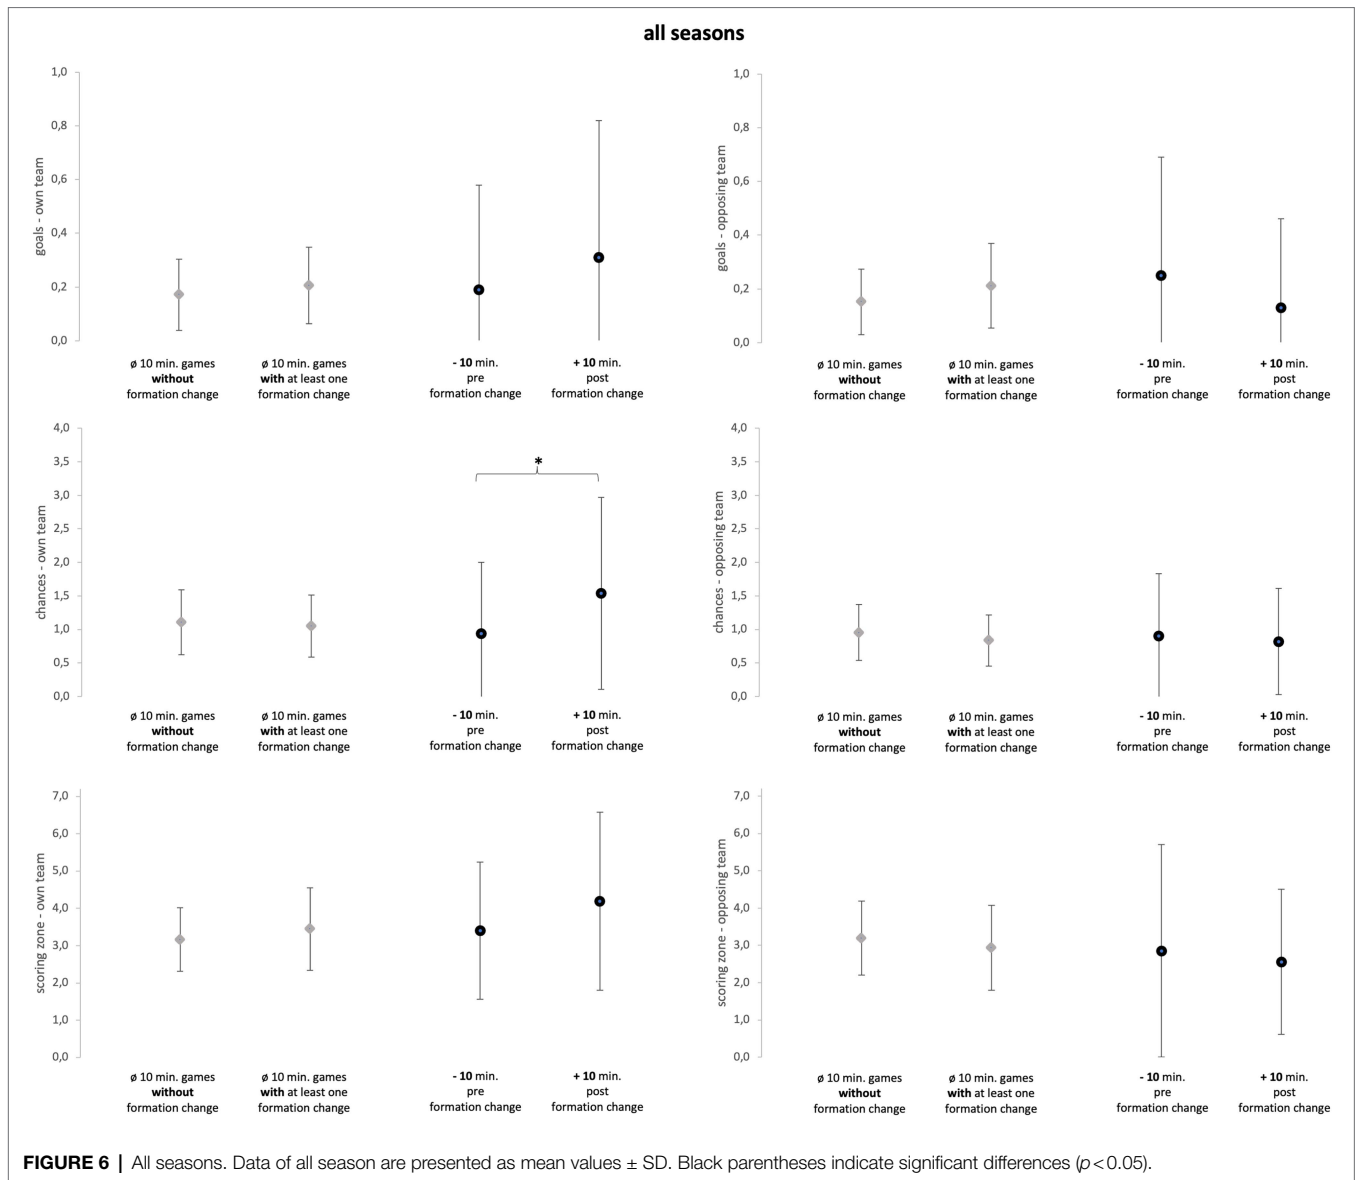 all seasons
goals - own team
1,0
0,8
0,6
0,4
0,2
0,0
ø 10 min. games
without
formation change
ø 10 min. games
with at least one
formation change
- 10 min.
pre
formation change
+ 10 min.
post
formation change
goals - opposing team
1,0
0,8
0,6
0,4
0,2
0,0
ø 10 min. games
without
formation change
ø 10 min. games
with at least one
formation change
- 10 min.
pre
formation change
+ 10 min.
post
formation change
chances - own team
4,0
3,5
3,0
2,5
2,0
1,5
1,0
0,5
0,0
*
ø 10 min. games
without
formation change
ø 10 min. games
with at least one
formation change
- 10 min.
pre
formation change
+ 10 min.
post
formation change
chances - opposing team
4,0
3,5
3,0
2,5
2,0
1,5
1,0
0,5
0,0
ø 10 min. games
without
formation change
ø 10 min. games
with at least one
formation change
- 10 min.
pre
formation change
+ 10 min.
post
formation change
scoring zone - own team
7,0
6,0
5,0
4,0
3,0
2,0
1,0
0,0
ø 10 min. games
without
formation change
ø 10 min. games
with at least one
formation change
- 10 min.
pre
formation change
+ 10 min.
post
formation change
scoring zone - opposing team
7,0
6,0
5,0
4,0
3,0
2,0
1,0
0,0
ø 10 min. games
without
formation change
ø 10 min. games
with at least one
formation change
- 10 min.
pre
formation change
+ 10 min.
post
formation change
FIGURE 6 | All seasons. Data of all season are presented as mean values ± SD. Black parentheses indicate significant differences (p<0.05).